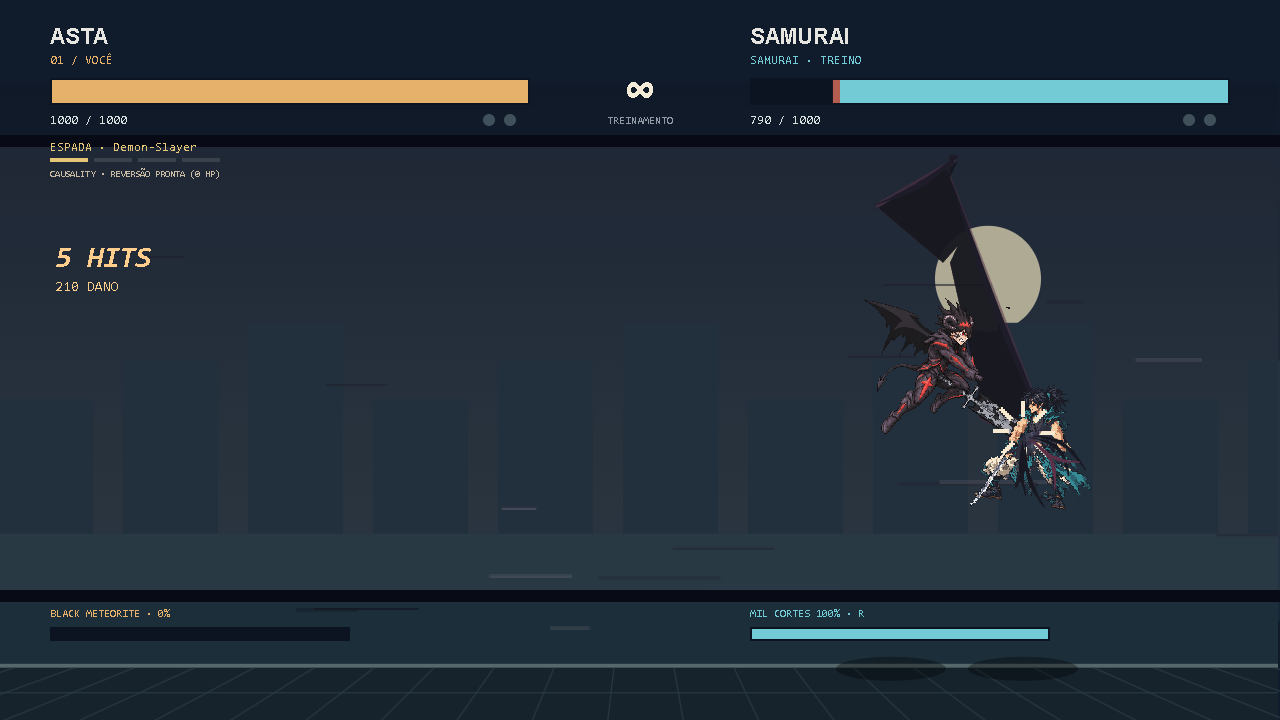 ASTA
01 / VOCÊ
1000 / 1000
∞
TREINAMENTO
SAMURAI
SAMURAI · TREINO
790 / 1000
ESPADA · Demon-Slayer
CAUSALITY · REVERSÃO PRONTA (0 HP)
5 HITS
210 DANO
BLACK METEORITE · 0%
MIL CORTES 100% · R